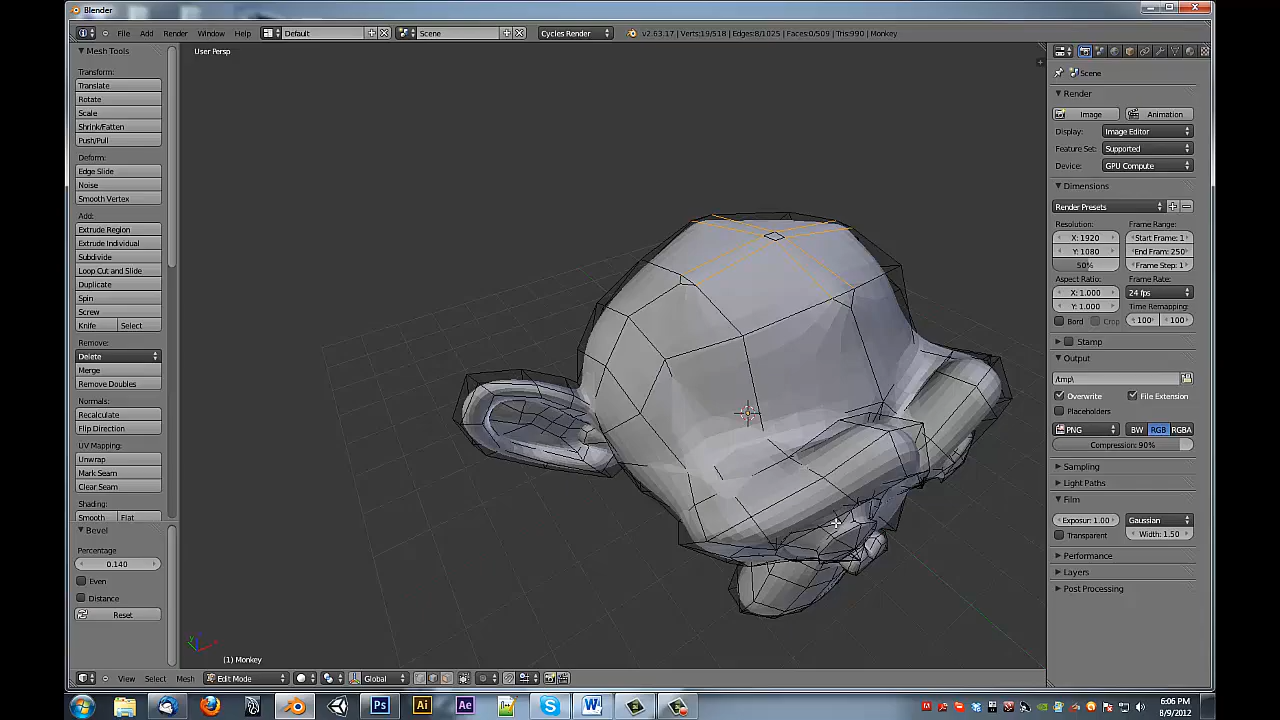 Blender
File Add Render Window Help Default Scene Cycles Render v2.63.17 | Verts:19/518 | Edges:8/1025 | Faces:0/509 | Tris:990 | Monkey
Mesh Tools
User Persp
Transform:
Translate
Rotate
Scale
Shrink/Fatten
Push/Pull
Deform:
Edge Slide
Noise
Smooth Vertex
Add:
Extrude Region
Extrude Individual
Subdivide
Loop Cut and Slide
Duplicate
Spin
Screw
Knife Select
Remove:
Delete
Merge
Remove Doubles
Normals:
Recalculate
Flip Direction
UV Mapping:
Unwrap
Mark Seam
Clear Seam
Shading:
Smooth Flat
Bevel
Percentage
0.140
Even
Distance
Reset
(1) Monkey
View Select Mesh Edit Mode Global
Scene
Render
Image Animation
Display: Image Editor
Feature Set: Supported
Device: GPU Compute
Dimensions
Render Presets
Resolution: Frame Range:
X: 1920 Start Frame: 1
Y: 1080 End Fram: 250
50% Frame Step: 1
Aspect Ratio: Frame Rate:
X: 1.000 24 fps
Y: 1.000 Time Remapping:
Bord Crop 100 100
Stamp
Output
/tmp\
Overwrite File Extension
Placeholders
PNG BW RGB RGBA
Compression: 90%
Sampling
Light Paths
Film
Exposur: 1.00 Gaussian
Transparent Width: 1.50
Performance
Layers
Post Processing
Ps Ai Ae S W
6:06 PM
8/9/2012